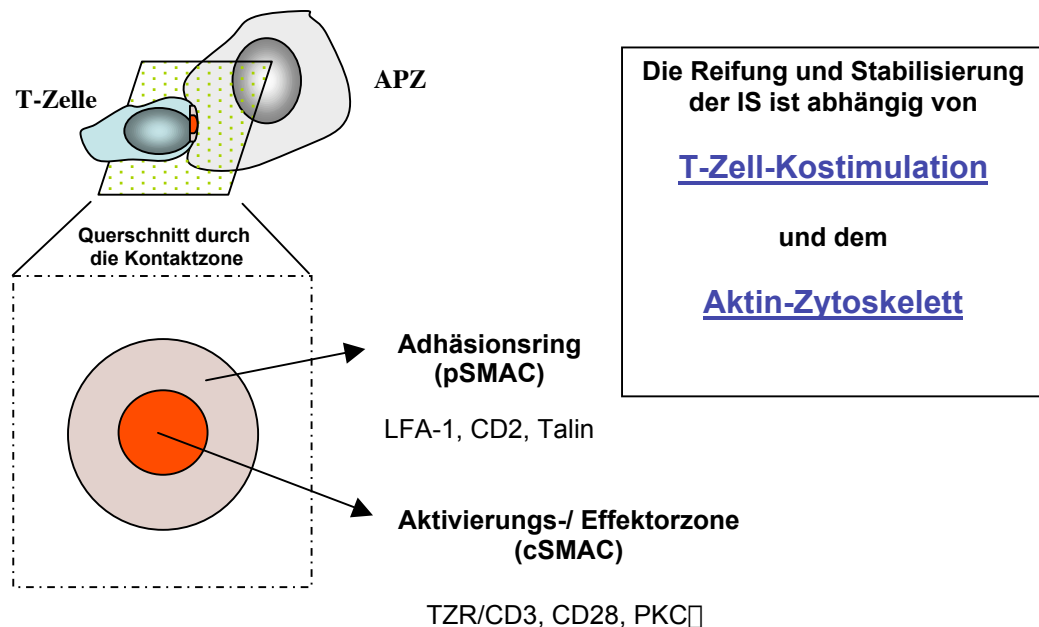 T-Zelle
APZ
Querschnitt durch
die Kontaktzone
Adhäsionsring
(pSMAC)
LFA-1, CD2, Talin
Aktivierungs-/ Effektorzone
(cSMAC)
TZR/CD3, CD28, PKC▯
Die Reifung und Stabilisierung
der IS ist abhängig von
T-Zell-Kostimulation
und dem
Aktin-Zytoskelett